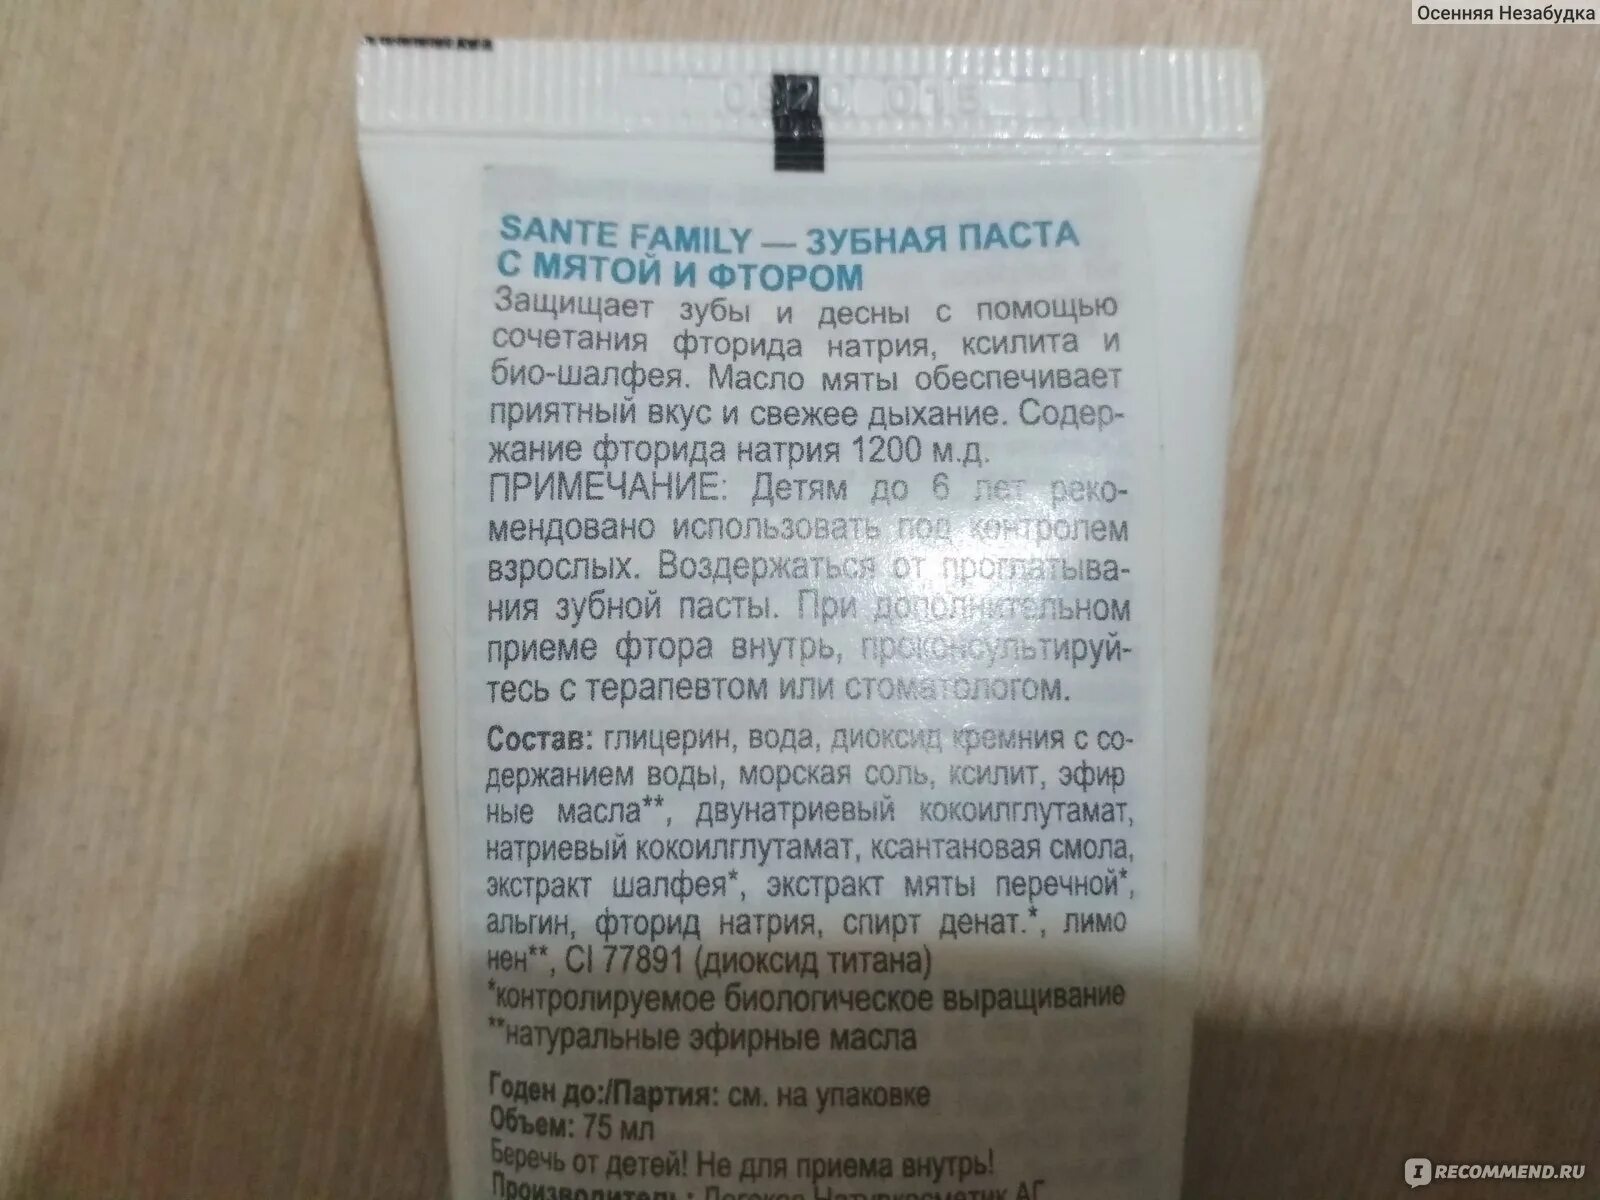 Осенняя Незабудка
SANTE FAMILY — ЗУБНАЯ ПАСТА
С МЯТОЙ И ФТОРОМ
Защищает зубы и десны с помощью
сочетания фторида натрия, ксилита и
био-шалфея. Масло мяты обеспечивает
приятный вкус и свежее дыхание. Содер-
жание фторида натрия 1200 м.д.
ПРИМЕЧАНИЕ: Детям до 6 лет реко-
мендовано использовать под контролем
взрослых. Воздержаться от проглатыва-
ния зубной пасты. При дополнительном
приеме фтора внутрь, проконсультируй-
тесь с терапевтом или стоматологом.
Состав: глицерин, вода, диоксид кремния с со-
держанием воды, морская соль, ксилит, эфир
ные масла**, двунатриевый кокоилглутамат,
натриевый кокоилглутамат, ксантановая смола,
экстракт шалфея*, экстракт мяты перечной*,
альгин, фторид натрия, спирт денат.*, лимо
нен**, CI 77891 (диоксид титана)
*контролируемое биологическое выращивание
**натуральные эфирные масла
Годен до:/Партия: см. на упаковке
Объем: 75 мл
Беречь от детей! Не для приема внутрь!
Производитель: Логокос Натуркосметик АГ
IRECOMMEND.RU